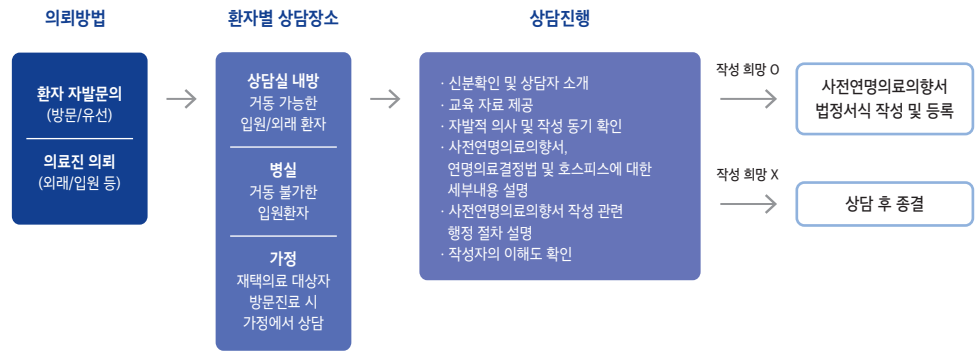 의뢰방법
환자 자발문의
(방문/유선)
의료진 의뢰
(외래/입원 등)
환자별 상담장소
상담실 내방
거동 가능한
입원/외래 환자
병실
거동 불가한
입원환자
가정
재택의료 대상자
방문진료 시
가정에서 상담
상담진행
· 신분확인 및 상담자 소개
· 교육 자료 제공
· 자발적 의사 및 작성 동기 확인
· 사전연명의료의향서,
연명의료결정법 및 호스피스에 대한
세부내용 설명
· 사전연명의료의향서 작성 관련
행정 절차 설명
· 작성자의 이해도 확인
작성 희망 O
사전연명의료의향서
법정서식 작성 및 등록
작성 희망 X
상담 후 종결